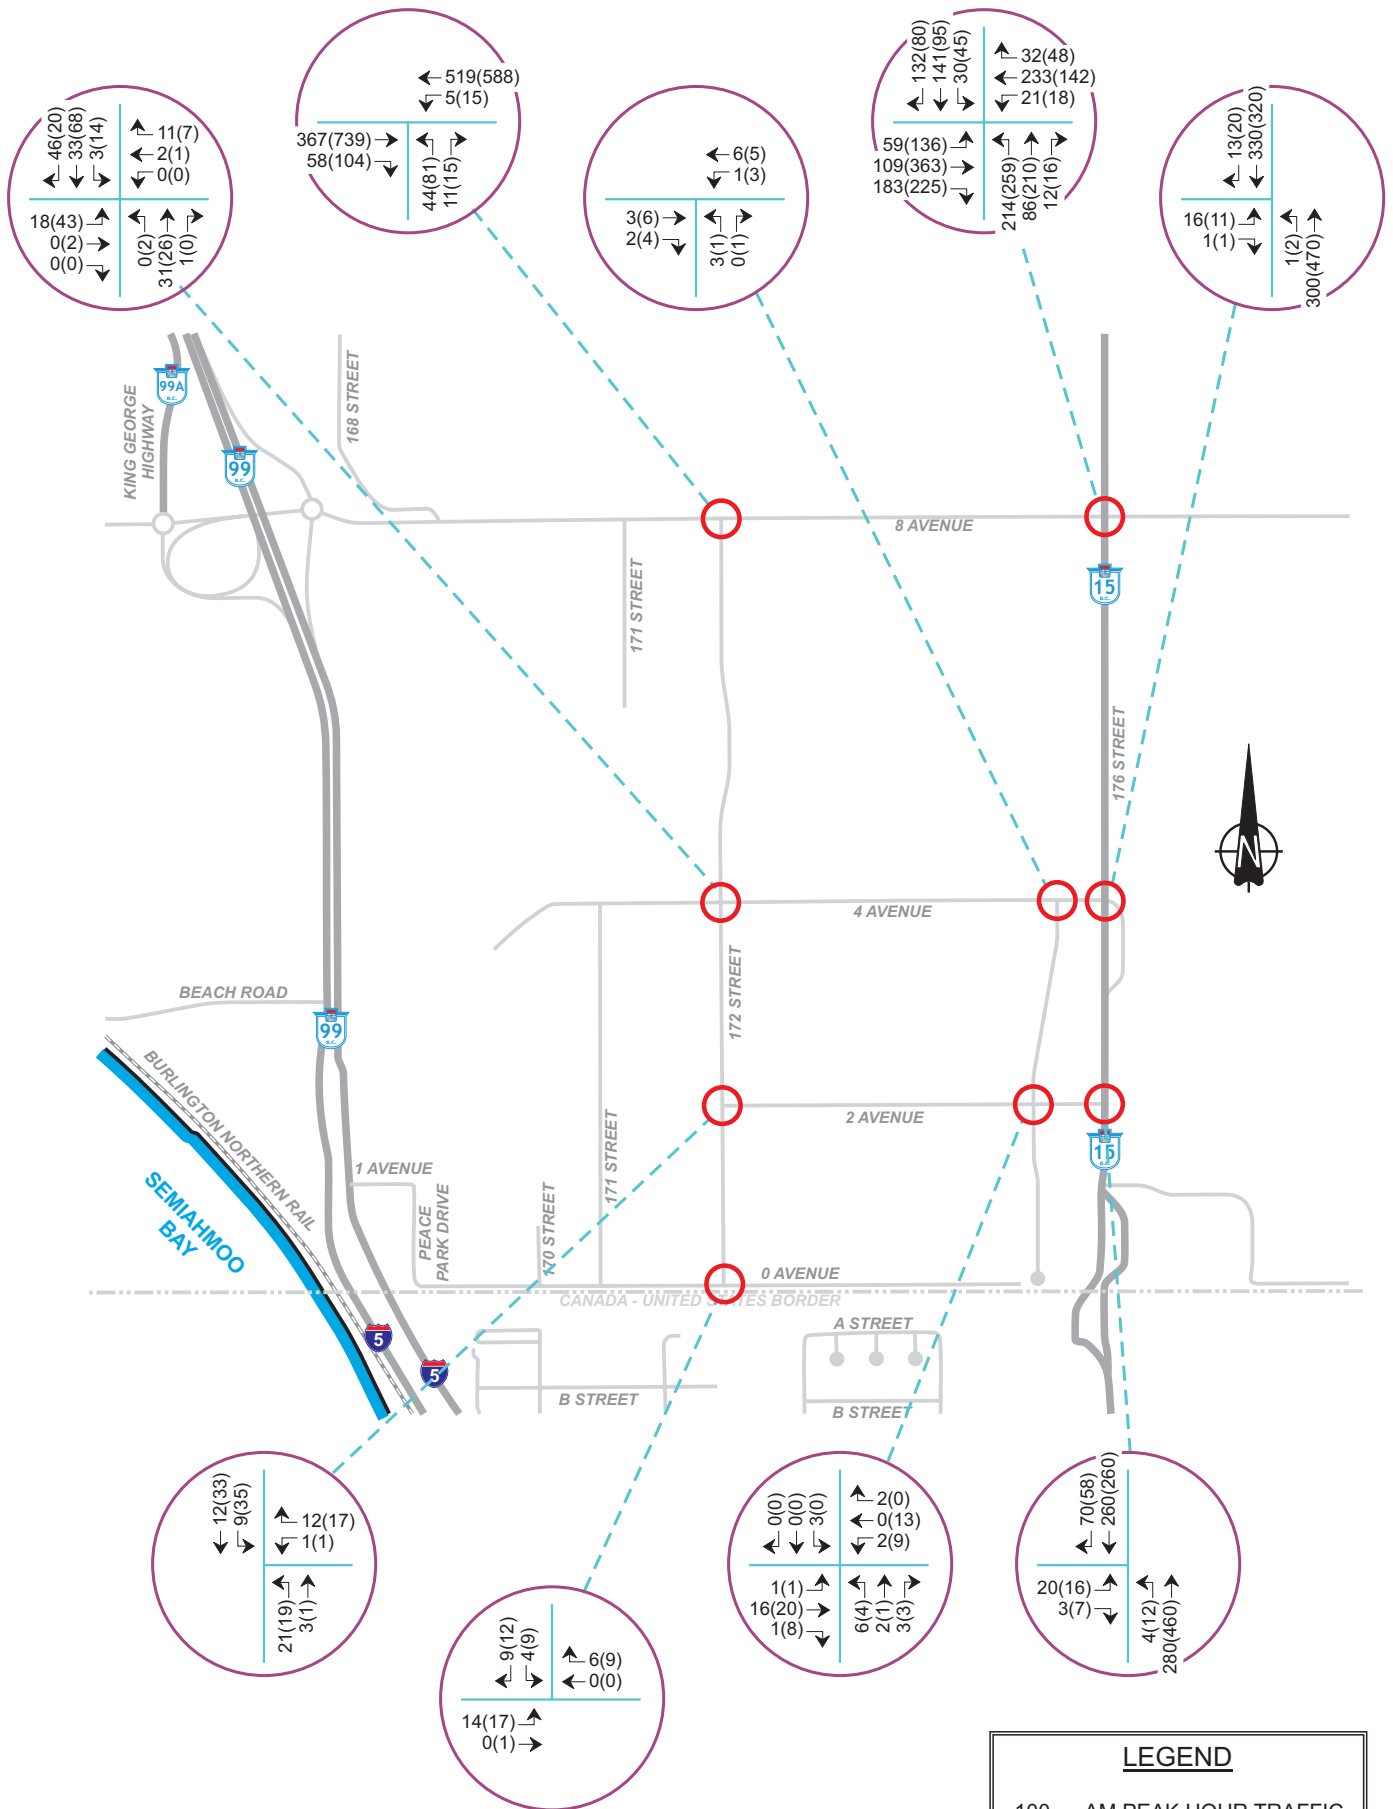 46(20)
33(68)
3(14)
11(7)
2(1)
0(0)
18(43)
0(2)
0(0)
0(2)
31(26)
1(0)
519(588)
5(15)
367(739)
58(104)
44(81)
11(15)
6(5)
1(3)
3(6)
2(4)
3(1)
0(1)
132(80)
141(95)
30(45)
32(48)
233(142)
21(18)
59(136)
109(363)
183(225)
214(259)
86(210)
12(16)
13(20)
330(320)
16(11)
1(1)
1(2)
300(470)
99A
B.C.
KING GEORGE
HIGHWAY
168 STREET
99
B.C.
8 AVENUE
171 STREET
15
B.C.
176 STREET
N
4 AVENUE
172 STREET
BEACH ROAD
99
B.C.
BURLINGTON NORTHERN RAIL
SEMIAHMOO
BAY
1 AVENUE
PEACE
PARK DRIVE
170 STREET
171 STREET
2 AVENUE
15
B.C.
0 AVENUE
CANADA - UNITED STATES BORDER
5
5
A STREET
B STREET
B STREET
12(33)
9(35)
12(17)
1(1)
21(19)
3(1)
9(12)
4(9)
6(9)
0(0)
14(17)
0(1)
0(0)
0(0)
3(0)
2(0)
0(13)
2(9)
1(1)
16(20)
1(8)
6(4)
2(1)
3(3)
70(58)
260(260)
20(16)
3(7)
4(12)
280(460)
LEGEND
100 AM PEAK HOUR TRAFFIC